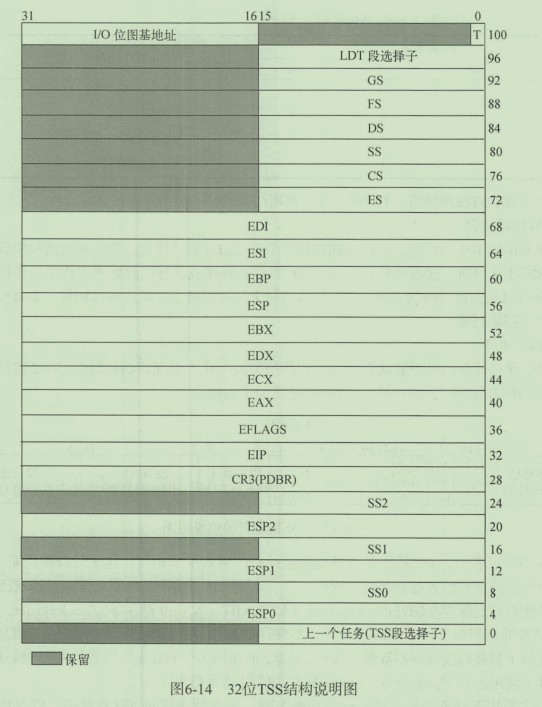 31 16 15 0
I/O 位图基地址 T 100
LDT 段选择子 96
GS 92
FS 88
DS 84
SS 80
CS 76
ES 72
EDI 68
ESI 64
EBP 60
ESP 56
EBX 52
EDX 48
ECX 44
EAX 40
EFLAGS 36
EIP 32
CR3(PDBR) 28
SS2 24
ESP2 20
SS1 16
ESP1 12
SS0 8
ESP0 4
上一个任务(TSS段选择子) 0
保留
图6-14 32位TSS结构说明图